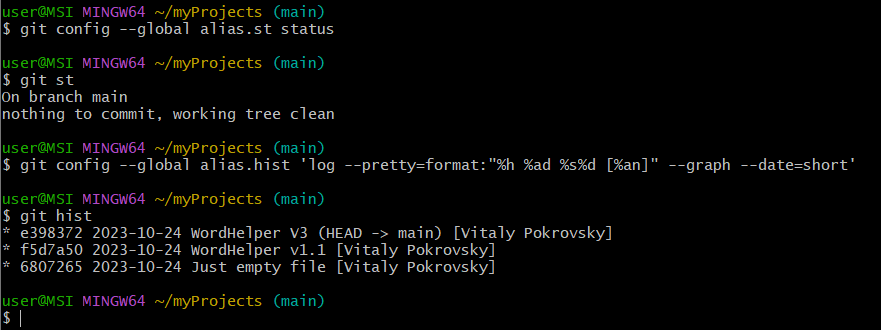 user@MSI MINGW64 ~/myProjects (main)
$ git config --global alias.st status
user@MSI MINGW64 ~/myProjects (main)
$ git st
On branch main
nothing to commit, working tree clean
user@MSI MINGW64 ~/myProjects (main)
$ git config --global alias.hist 'log --pretty=format:"%h %ad %s%d [%an]" --graph --date=short'
user@MSI MINGW64 ~/myProjects (main)
$ git hist
* e398372 2023-10-24 WordHelper V3 (HEAD -> main) [Vitaly Pokrovsky]
* f5d7a50 2023-10-24 WordHelper v1.1 [Vitaly Pokrovsky]
* 6807265 2023-10-24 Just empty file [Vitaly Pokrovsky]
user@MSI MINGW64 ~/myProjects (main)
$